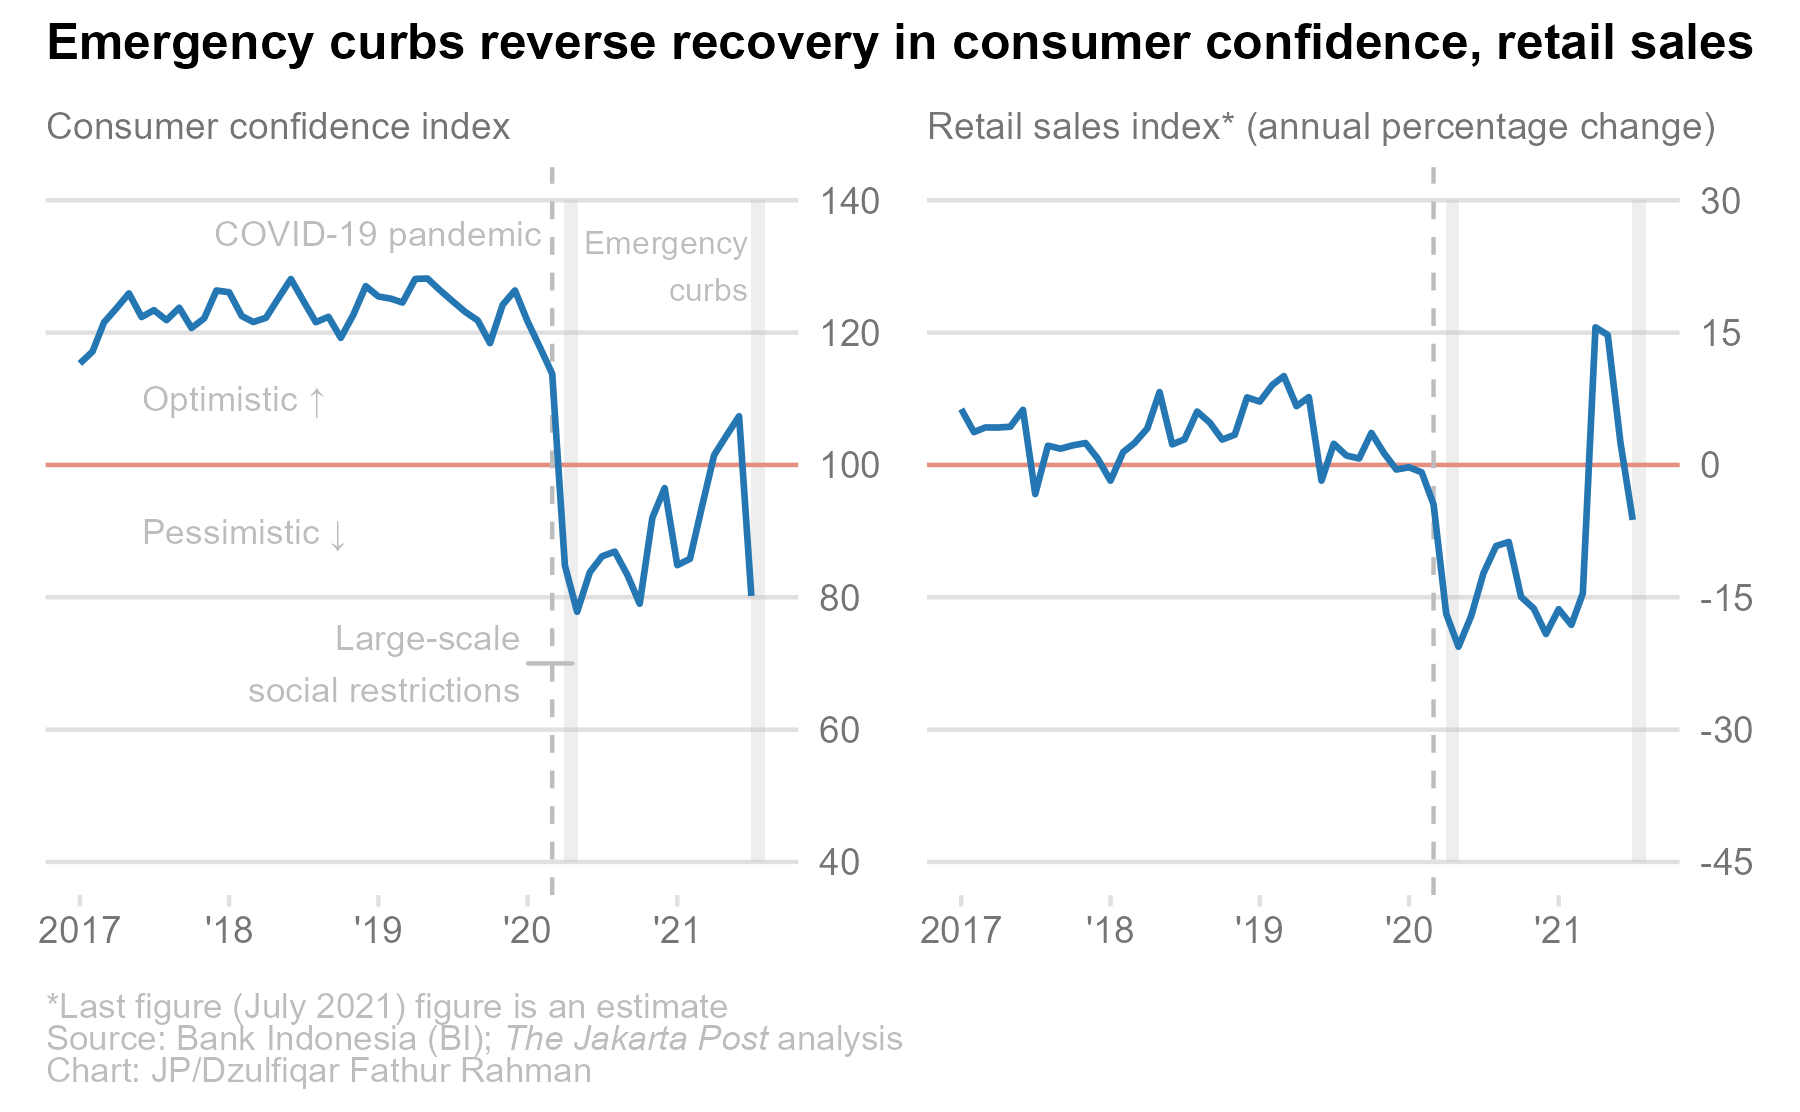 Emergency curbs reverse recovery in consumer confidence, retail sales
Consumer confidence index
140
120
100
80
60
40
COVID-19 pandemic
Emergency
curbs
Optimistic ↑
Pessimistic ↓
Large-scale
social restrictions
2017
'18
'19
'20
'21
Retail sales index* (annual percentage change)
30
15
0
-15
-30
-45
2017
'18
'19
'20
'21
*Last figure (July 2021) figure is an estimate
Source: Bank Indonesia (BI); The Jakarta Post analysis
Chart: JP/Dzulfiqar Fathur Rahman